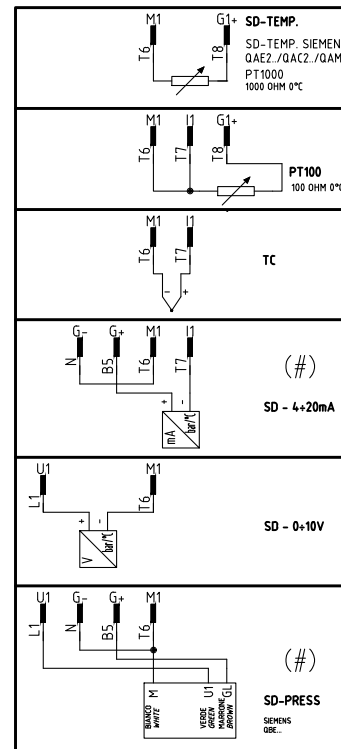 M1 G1+ SD-TEMP.
T6 T8 SD-TEMP. SIEMEN
QAE2../QAC2../QAM
PT1000
1000 OHM 0°C
M1 I1 G1+
T6 T7 T8
PT100
100 OHM 0°
M1 I1
T6 T7
- +
TC
G- G+ M1 I1
N B5 T6 T7
(#)
+ -
mA bar/°C
SD - 4÷20mA
U1 M1
L1 T6
+ -
V bar/°C
SD - 0÷10V
U1 G- G+ M1
L1 N B5 T6
(#)
M U1 GL
BIANCO WHITE VERDE GREEN MARRONE BROWN
SD-PRESS
SIEMENS
QBE...